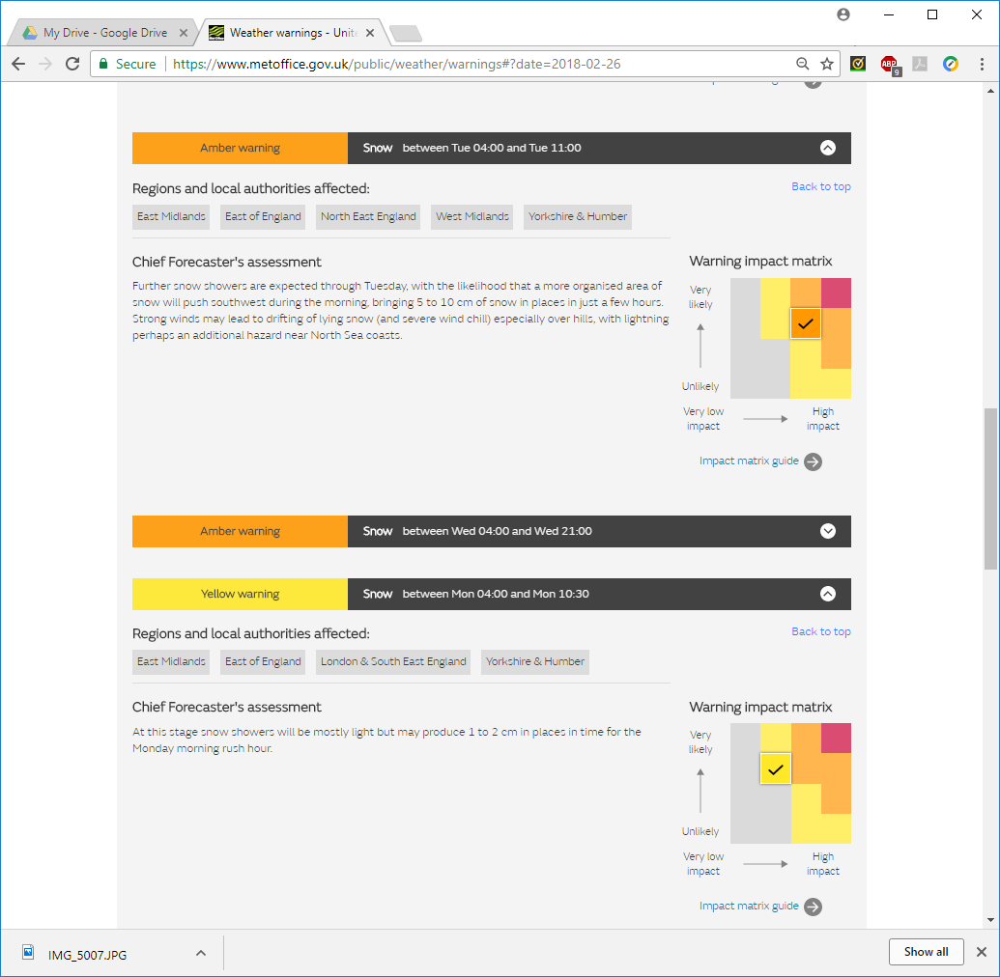 My Drive - Google Drive
Weather warnings - Unit
Secure
https://www.metoffice.gov.uk/public/weather/warnings#?date=2018-02-26
ABP
9
Amber warning
Snow between Tue 04:00 and Tue 11:00
Regions and local authorities affected:
Back to top
East Midlands
East of England
North East England
West Midlands
Yorkshire & Humber
Chief Forecaster's assessment
Further snow showers are expected through Tuesday, with the likelihood that a more organised area of
snow will push southwest during the morning, bringing 5 to 10 cm of snow in places in just a few hours.
Strong winds may lead to drifting of lying snow (and severe wind chill) especially over hills, with lightning
perhaps an additional hazard near North Sea coasts.
Warning impact matrix
Very
likely
Unlikely
Very low
impact
High
impact
Impact matrix guide
Amber warning
Snow between Wed 04:00 and Wed 21:00
Yellow warning
Snow between Mon 04:00 and Mon 10:30
Regions and local authorities affected:
Back to top
East Midlands
East of England
London & South East England
Yorkshire & Humber
Chief Forecaster's assessment
At this stage snow showers will be mostly light but may produce 1 to 2 cm in places in time for the
Monday morning rush hour.
Warning impact matrix
Very
likely
Unlikely
Very low
impact
High
impact
Impact matrix guide
IMG_5007.JPG
Show all